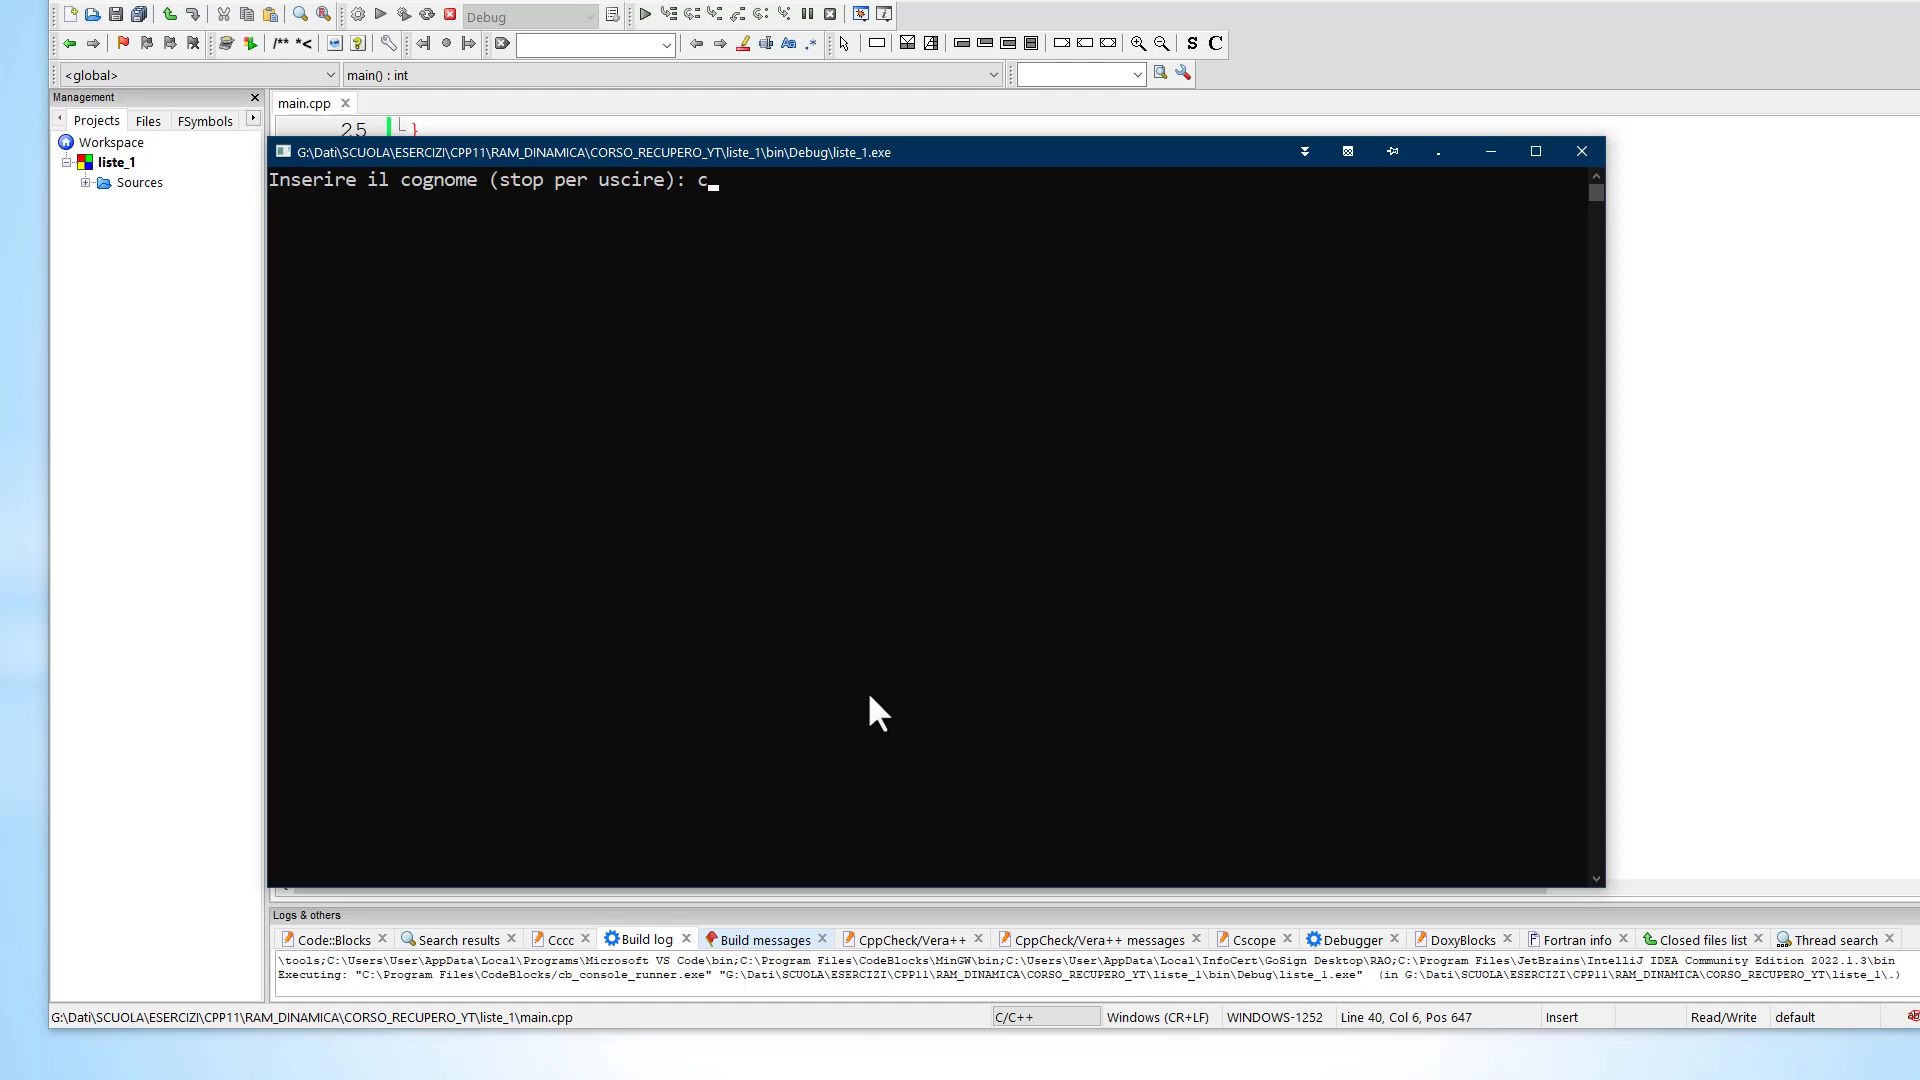 Debug
<global>
main() : int
Management
main.cpp
Projects
Files
FSymbols
25
}
Workspace
liste_1
Sources
G:\Dati\SCUOLA\ESERCIZI\CPP11\RAM_DINAMICA\CORSO_RECUPERO_YT\liste_1\bin\Debug\liste_1.exe
Inserire il cognome (stop per uscire): c_
Logs & others
Code::Blocks
Search results
Cccc
Build log
Build messages
CppCheck/Vera++
CppCheck/Vera++ messages
Cscope
Debugger
DoxyBlocks
Fortran info
Closed files list
Thread search
\tools;C:\Users\User\AppData\Local\Programs\Microsoft VS Code\bin;C:\Program Files\CodeBlocks\MinGW\bin;C:\Users\User\AppData\Local\InfoCert\GoSign Desktop\RAO;C:\Program Files\JetBrains\IntelliJ IDEA Community Edition 2022.1.3\bin
Executing: "C:\Program Files\CodeBlocks/cb_console_runner.exe" "G:\Dati\SCUOLA\ESERCIZI\CPP11\RAM_DINAMICA\CORSO_RECUPERO_YT\liste_1\bin\Debug\liste_1.exe"  (in G:\Dati\SCUOLA\ESERCIZI\CPP11\RAM_DINAMICA\CORSO_RECUPERO_YT\liste_1\.)
G:\Dati\SCUOLA\ESERCIZI\CPP11\RAM_DINAMICA\CORSO_RECUPERO_YT\liste_1\main.cpp
C/C++
Windows (CR+LF)
WINDOWS-1252
Line 40, Col 6, Pos 647
Insert
Read/Write
default